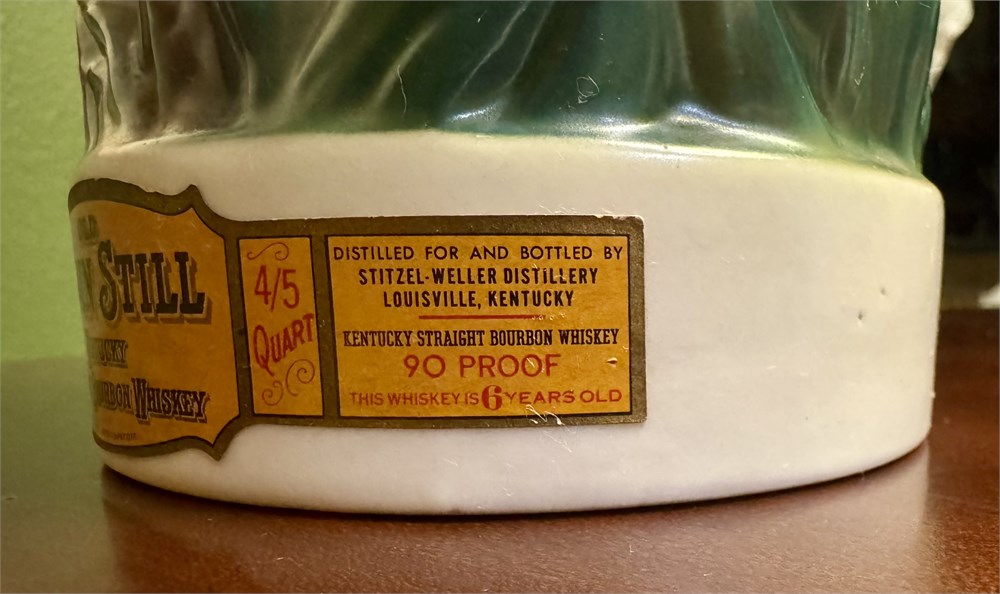 STILL
WHISKEY
4/5
QUART
DISTILLED FOR AND BOTTLED BY
STITZEL-WELLER DISTILLERY
LOUISVILLE, KENTUCKY
KENTUCKY STRAIGHT BOURBON WHISKEY
90 PROOF
THIS WHISKEY IS 6 YEARS OLD